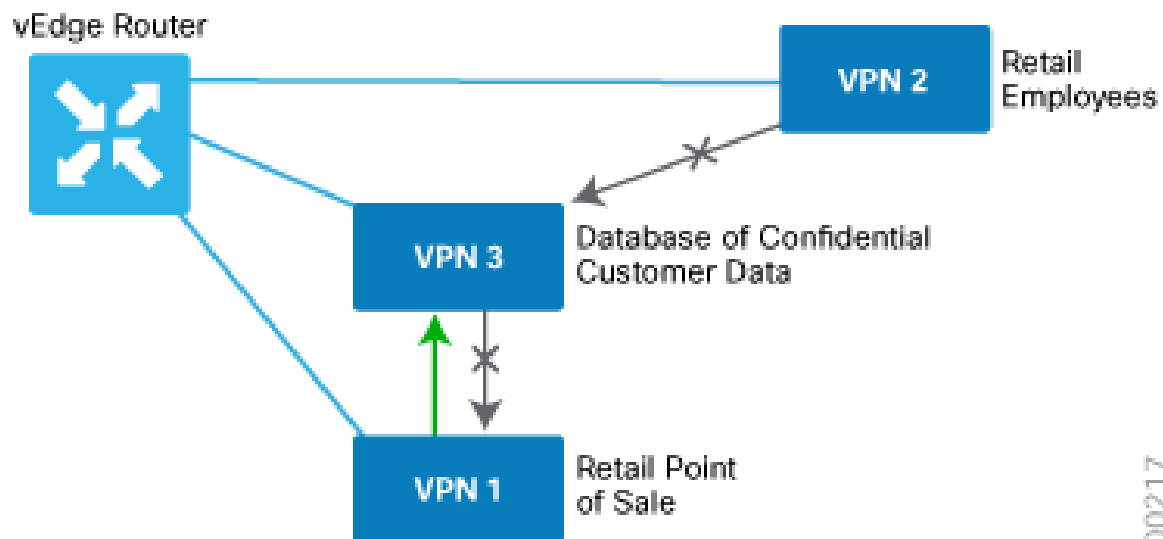 vEdge Router
VPN 2
Retail
Employees
VPN 3
Database of Confidential
Customer Data
VPN 1
Retail Point
of Sale